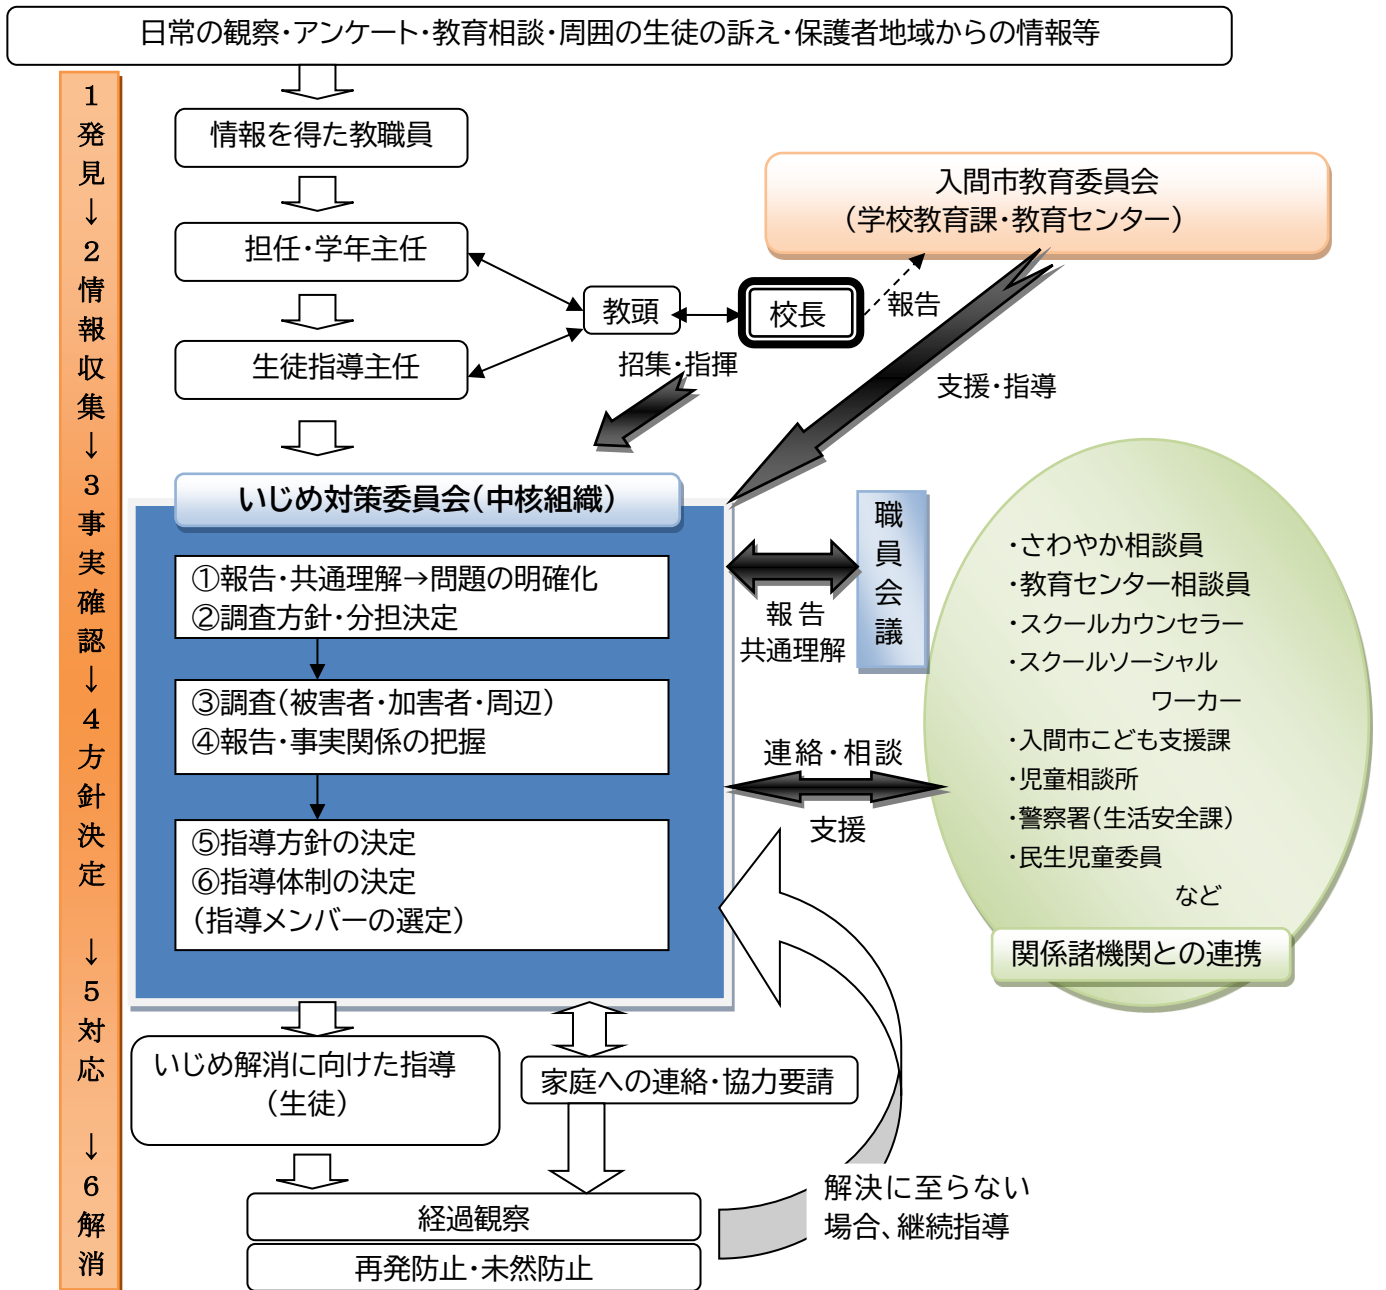 日常の観察・アンケート・教育相談・周囲の生徒の訴え・保護者地域からの情報等
1発見→2情報収集→3事実確認→4方針決定 →5対応 →6解消
情報を得た教職員
担任・学年主任
生徒指導主任
教頭
校長
報告
入間市教育委員会
（学校教育課・教育センター）
招集・指揮
支援・指導
いじめ対策委員会（中核組織）
①報告・共通理解→問題の明確化
②調査方針・分担決定
③調査（被害者・加害者・周辺）
④報告・事実関係の把握
⑤指導方針の決定
⑥指導体制の決定
（指導メンバーの選定）
職員会議
報告
共通理解
連絡・相談
支援
・さわやか相談員
・教育センター相談員
・スクールカウンセラー
・スクールソーシャル
ワーカー
・入間市こども支援課
・児童相談所
・警察署（生活安全課）
・民生児童委員
など
関係諸機関との連携
いじめ解消に向けた指導
（生徒）
家庭への連絡・協力要請
経過観察
再発防止・未然防止
解決に至らない
場合、継続指導